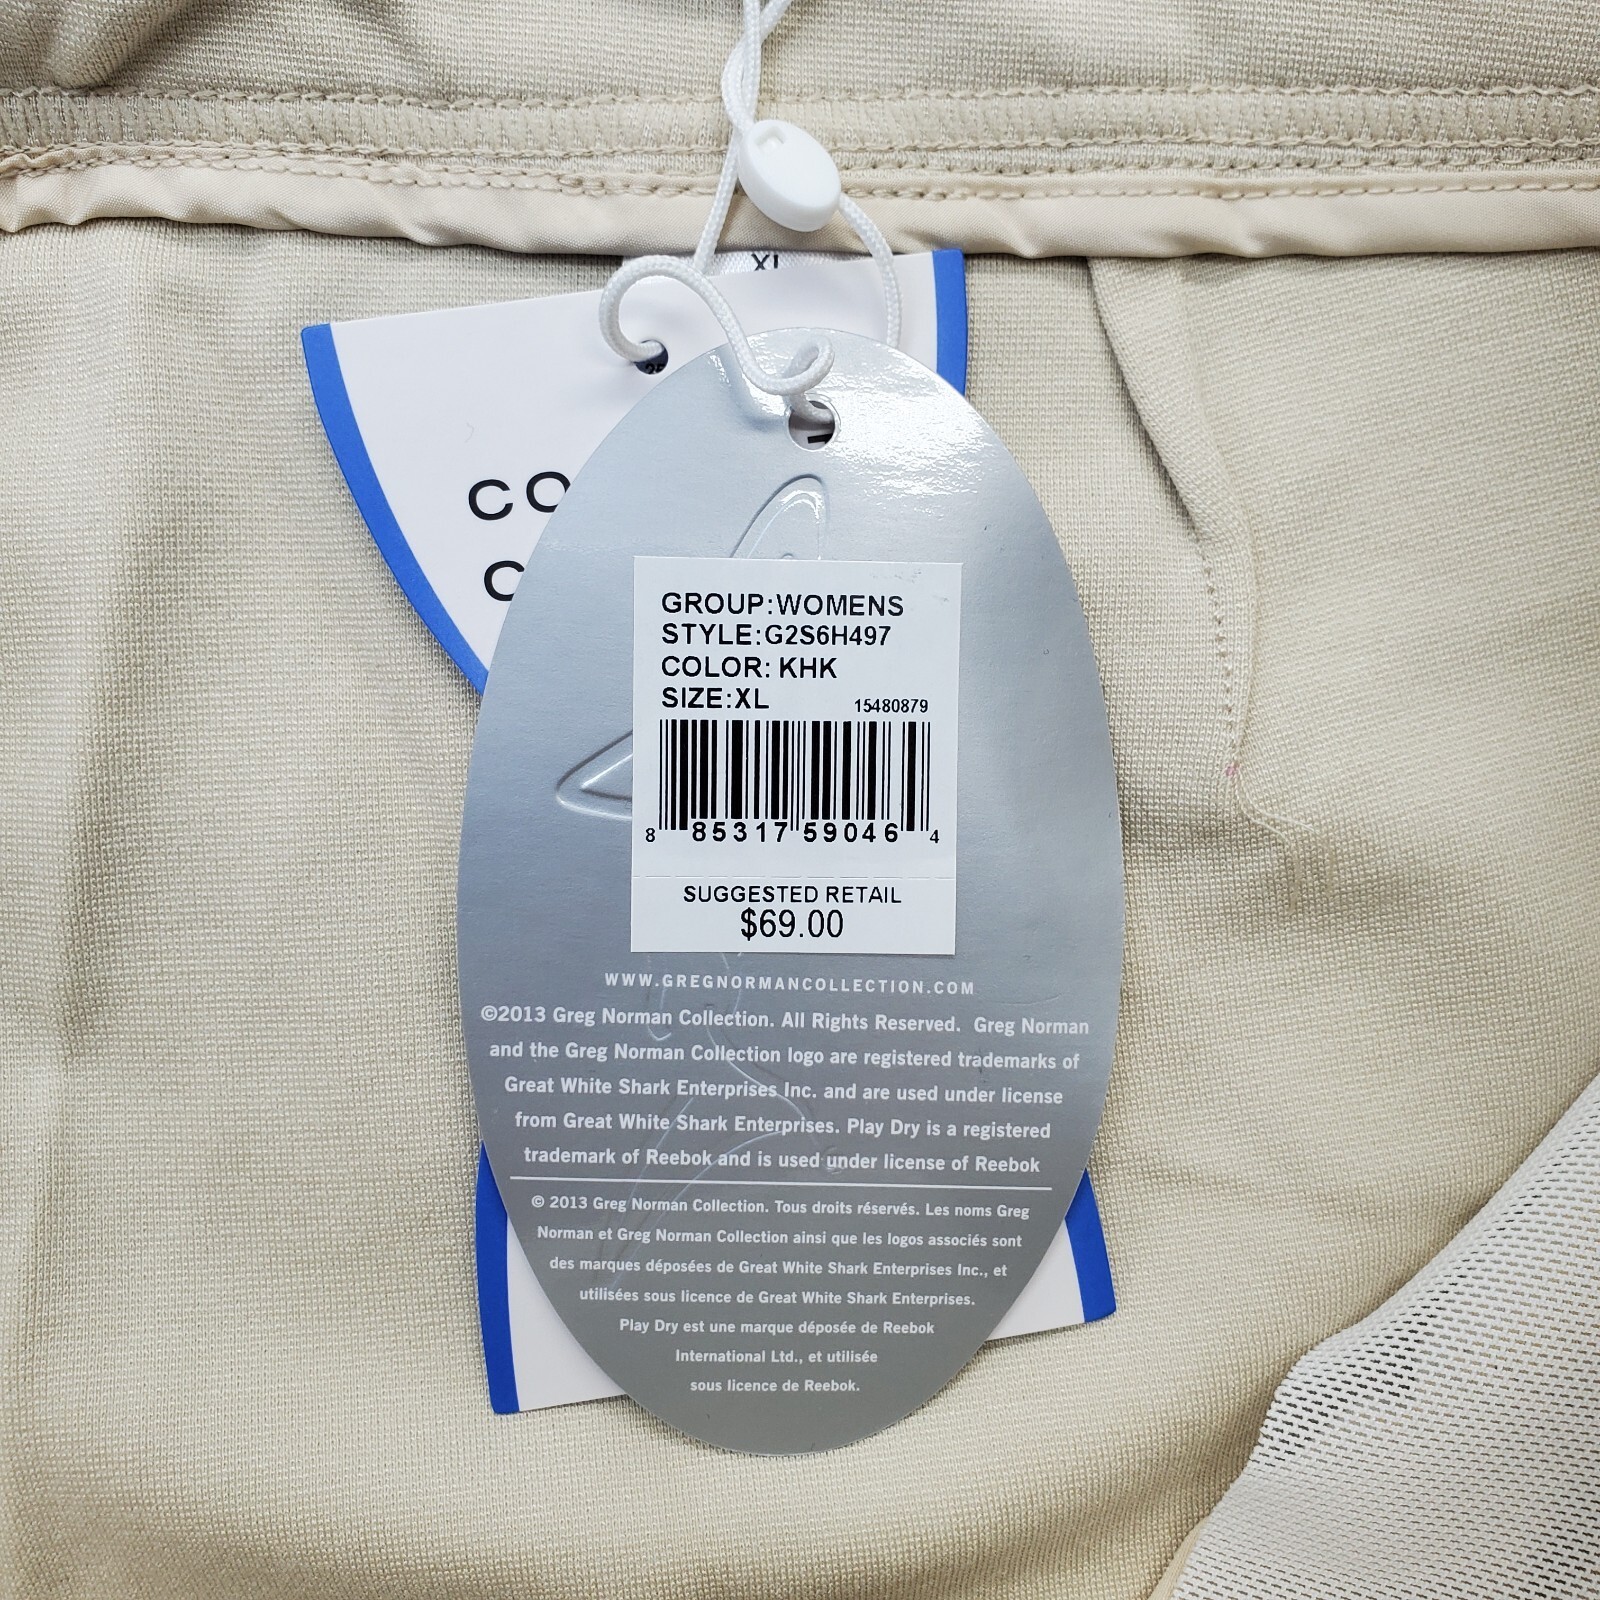 XL
CO
C
GROUP:WOMENS
STYLE:G2S6H497
COLOR: KHK
SIZE:XL 15480879
8 85317 59046 4
SUGGESTED RETAIL
$69.00
WWW.GREGNORMANCOLLECTION.COM
©2013 Greg Norman Collection. All Rights Reserved. Greg Norman
and the Greg Norman Collection logo are registered trademarks of
Great White Shark Enterprises Inc. and are used under license
from Great White Shark Enterprises. Play Dry is a registered
trademark of Reebok and is used under license of Reebok
© 2013 Greg Norman Collection. Tous droits réservés. Les noms Greg
Norman et Greg Norman Collection ainsi que les logos associés sont
des marques déposées de Great White Shark Enterprises Inc., et
utilisées sous licence de Great White Shark Enterprises.
Play Dry est une marque déposée de Reebok
International Ltd., et utilisée
sous licence de Reebok.